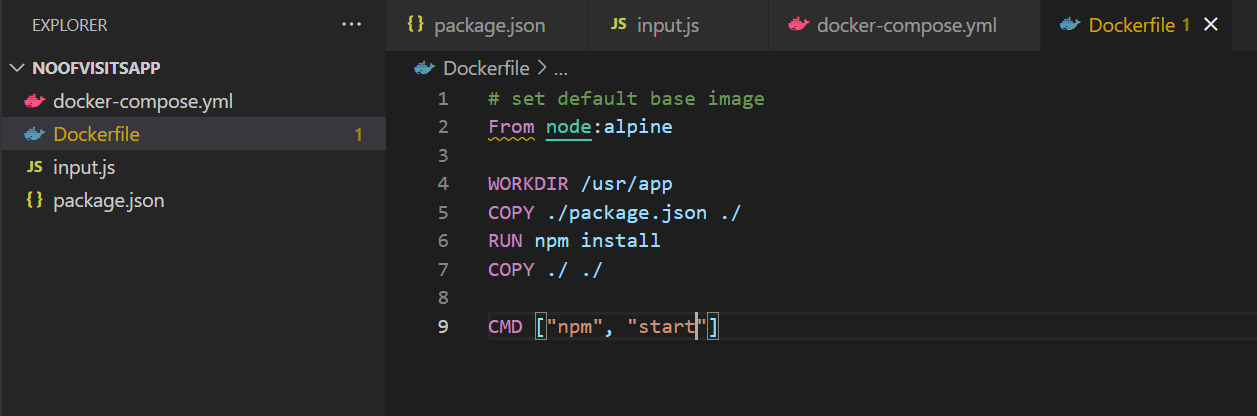 EXPLORER ...
NOOFVISITSAPP
docker-compose.yml
Dockerfile 1
JS input.js
{} package.json
{} package.json JS input.js docker-compose.yml Dockerfile 1
Dockerfile > ...
1 # set default base image
2 From node:alpine
3
4 WORKDIR /usr/app
5 COPY ./package.json ./
6 RUN npm install
7 COPY ./ ./
8
9 CMD ["npm", "start"]